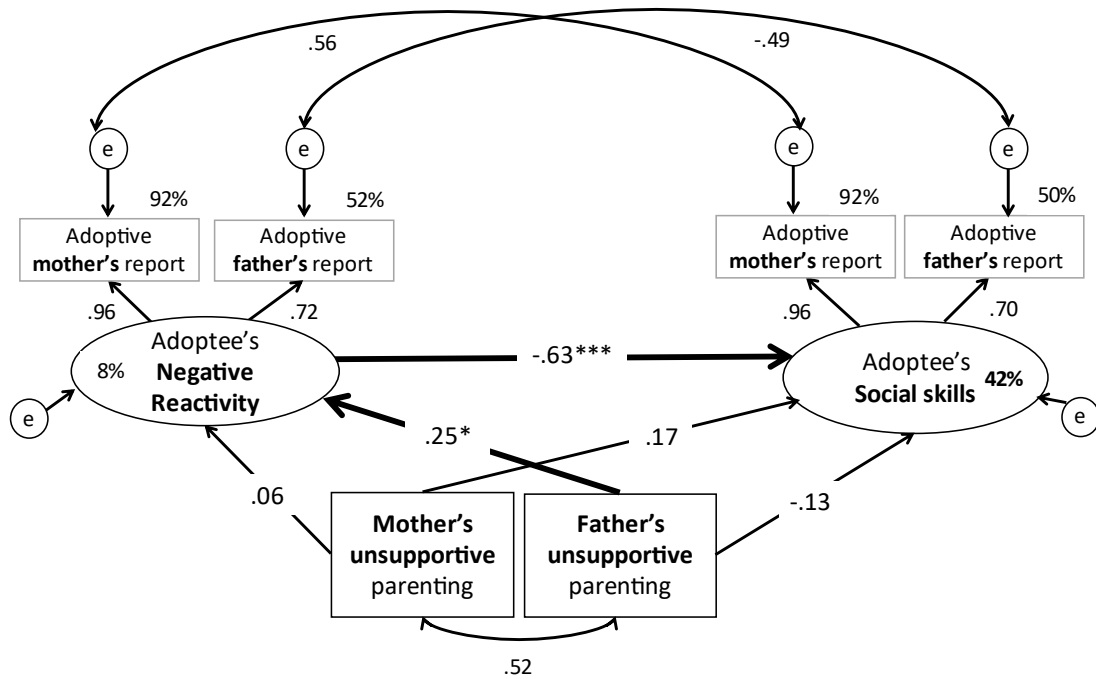 .56
-.49
e
e
e
e
92%
52%
92%
50%
Adoptive
mother's report
Adoptive
father's report
Adoptive
mother's report
Adoptive
father's report
.96
.72
.96
.70
Adoptee's
Negative
Reactivity
8%
-.63***
Adoptee's
Social skills
42%
e
e
.25*
.17
.06
-.13
Mother's
unsupportive
parenting
Father's
unsupportive
parenting
.52